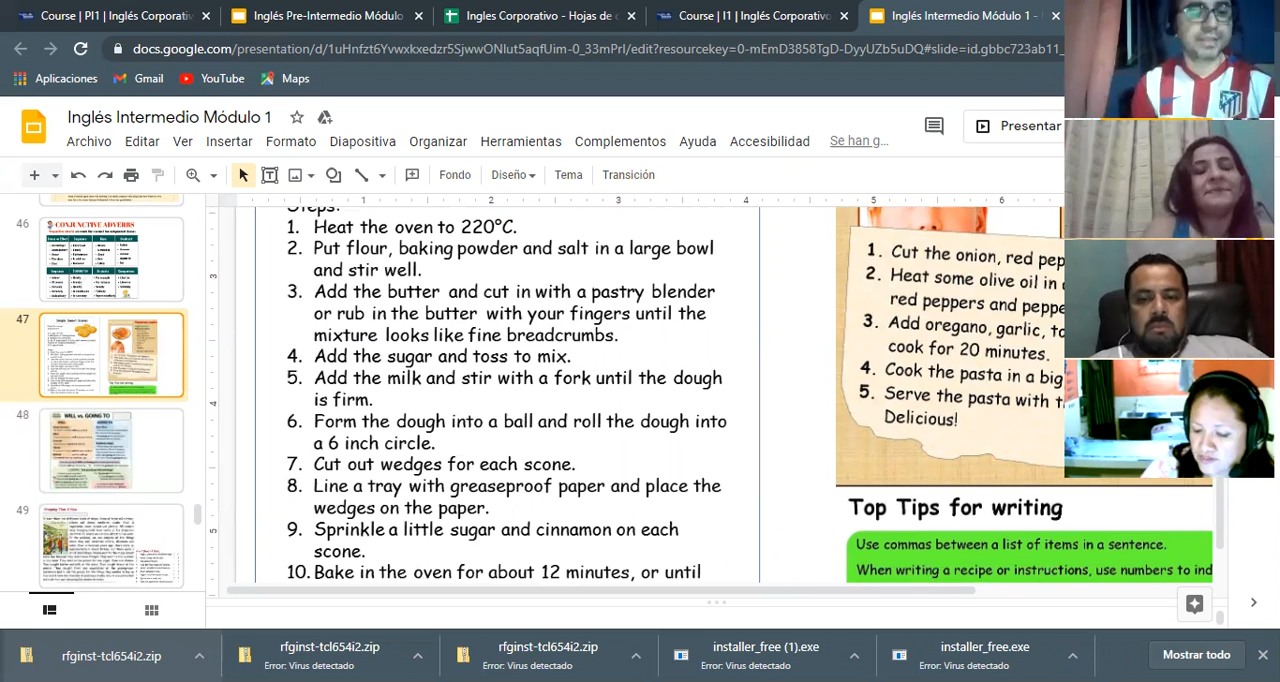 Course | PI1 | Inglés Corporativ
Inglés Pre-Intermedio Módulo
Ingles Corporativo - Hojas de c
Course | I1 | Inglés Corporativo
Inglés Intermedio Módulo 1 -
docs.google.com/presentation/d/1uHnfzt6Yvwxkxedzr5SjwwONlut5aqfUim-0_33mPrI/edit?resourcekey=0-mEmD3858TgD-DyyUZb5uDQ#slide=id.gbbc723ab11_
Aplicaciones
Gmail
YouTube
Maps
Inglés Intermedio Módulo 1
Archivo Editar Ver Insertar Formato Diapositiva Organizar Herramientas Complementos Ayuda Accesibilidad Se han g...
Presentar
Fondo Diseño Tema Transición
1 2 3 4 5 6
46
CONJUNCTIVE ADVERBS
47
48
WILL vs. GOING TO
49
3
4
5
Steps:
1. Heat the oven to 220°C.
2. Put flour, baking powder and salt in a large bowl
and stir well.
3. Add the butter and cut in with a pastry blender
or rub in the butter with your fingers until the
mixture looks like fine breadcrumbs.
4. Add the sugar and toss to mix.
5. Add the milk and stir with a fork until the dough
is firm.
6. Form the dough into a ball and roll the dough into
a 6 inch circle.
7. Cut out wedges for each scone.
8. Line a tray with greaseproof paper and place the
wedges on the paper.
9. Sprinkle a little sugar and cinnamon on each
scone.
10. Bake in the oven for about 12 minutes, or until
1. Cut the onion, red pep
2. Heat some olive oil in
red peppers and peppe
3. Add oregano, garlic, to
cook for 20 minutes.
4. Cook the pasta in a big
5. Serve the pasta with t
Delicious!
Top Tips for writing
Use commas between a list of items in a sentence.
When writing a recipe or instructions, use numbers to ind
rfginst-tcl654i2.zip
rfginst-tcl654i2.zip
Error: Virus detectado
rfginst-tcl654i2.zip
Error: Virus detectado
installer_free (1).exe
Error: Virus detectado
installer_free.exe
Error: Virus detectado
Mostrar todo